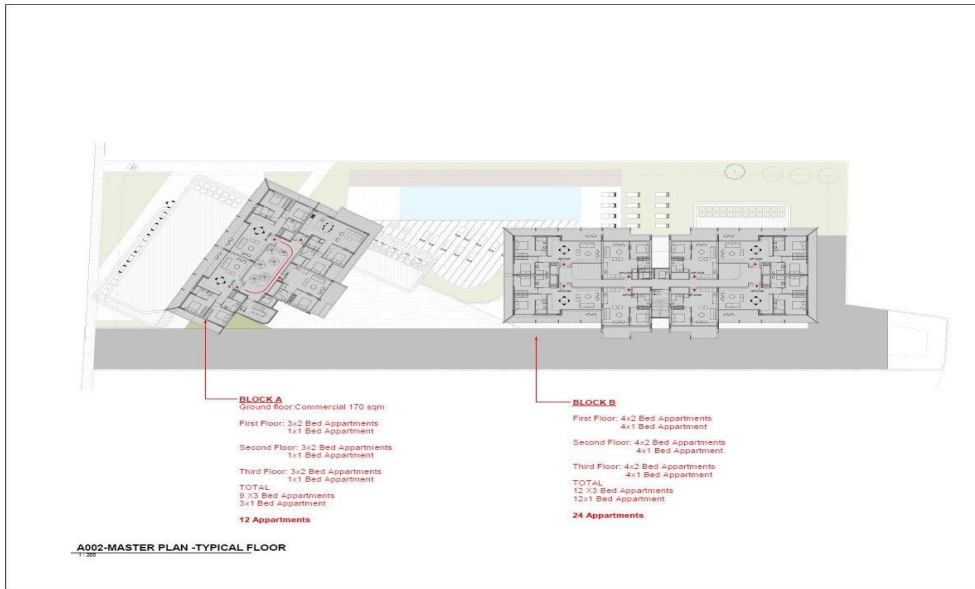 BLOCK A
Ground floor:Commercial 170 sqm
First Floor: 3x2 Bed Appartments
1x1 Bed Appartment
Second Floor: 3x2 Bed Appartments
1x1 Bed Appartment
Third Floor: 3x2 Bed Appartments
1x1 Bed Appartment
TOTAL
9 X3 Bed Appartments
3x1 Bed Appartment
12 Appartments
BLOCK B
First Floor: 4x2 Bed Appartments
4x1 Bed Appartment
Second Floor: 4x2 Bed Appartments
4x1 Bed Appartment
Third Floor: 4x2 Bed Appartments
4x1 Bed Appartment
TOTAL
12 X3 Bed Appartments
12x1 Bed Appartment
24 Appartments
A002-MASTER PLAN -TYPICAL FLOOR
1 : 200